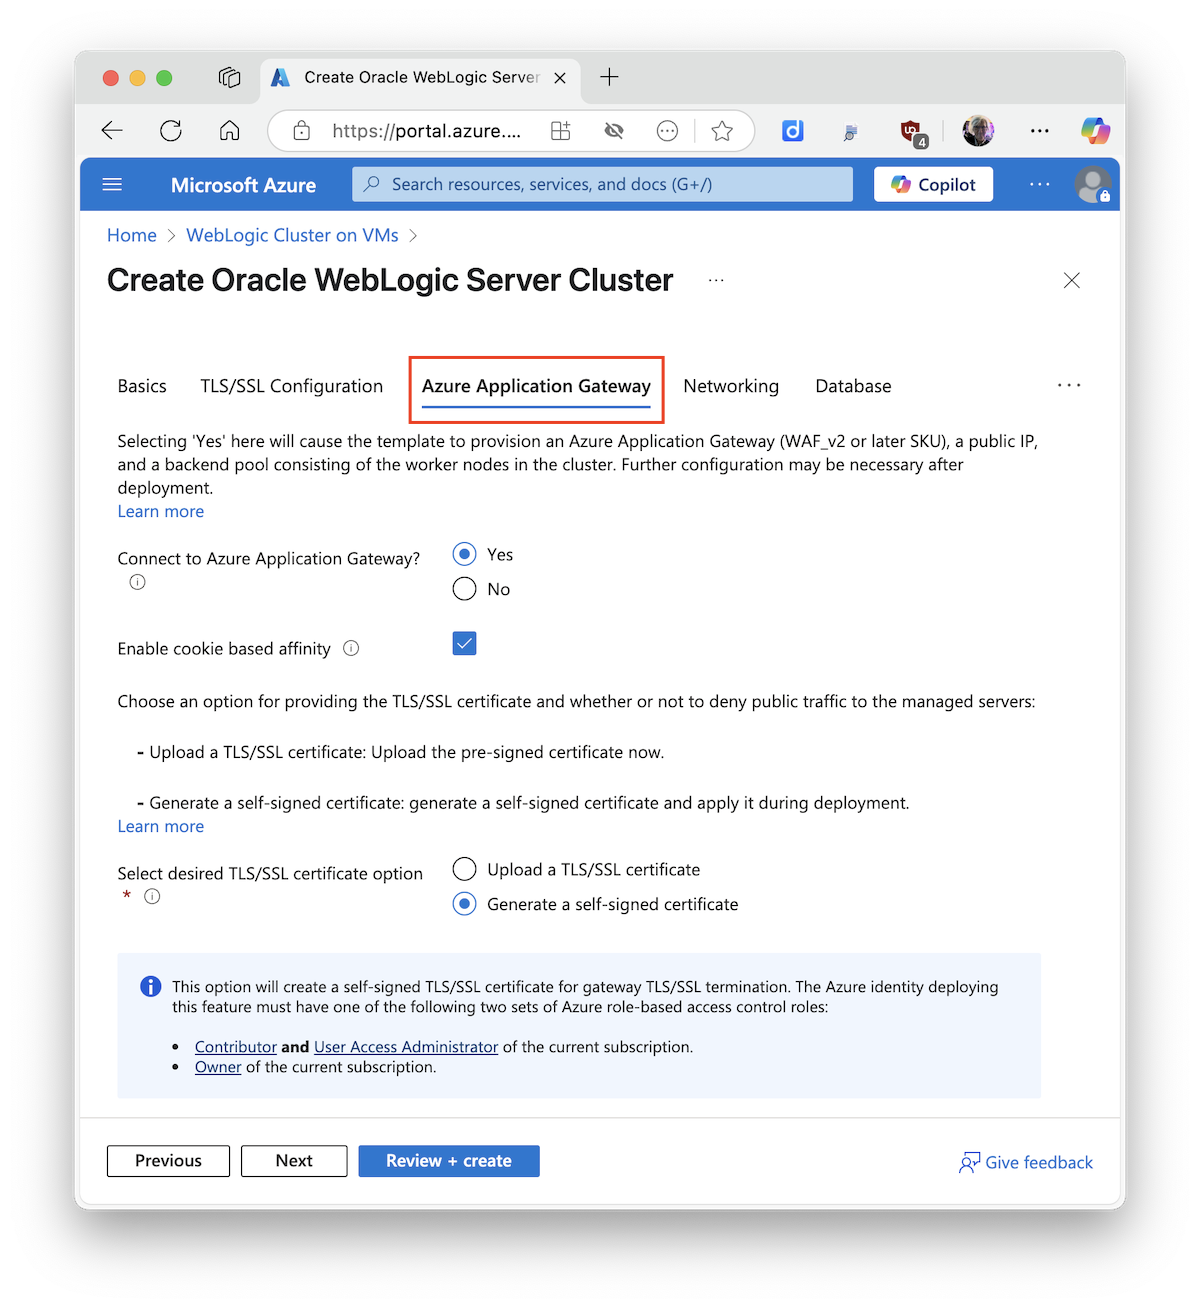 Create Oracle WebLogic Server
https://portal.azure....
4
Microsoft Azure
Search resources, services, and docs (G+/)
Copilot
Home > WebLogic Cluster on VMs >
Create Oracle WebLogic Server Cluster
Basics
TLS/SSL Configuration
Azure Application Gateway
Networking
Database
Selecting 'Yes' here will cause the template to provision an Azure Application Gateway (WAF_v2 or later SKU), a public IP,
and a backend pool consisting of the worker nodes in the cluster. Further configuration may be necessary after
deployment.
Learn more
Connect to Azure Application Gateway?
Yes
No
Enable cookie based affinity
Choose an option for providing the TLS/SSL certificate and whether or not to deny public traffic to the managed servers:
- Upload a TLS/SSL certificate: Upload the pre-signed certificate now.
- Generate a self-signed certificate: generate a self-signed certificate and apply it during deployment.
Learn more
Select desired TLS/SSL certificate option
*
Upload a TLS/SSL certificate
Generate a self-signed certificate
This option will create a self-signed TLS/SSL certificate for gateway TLS/SSL termination. The Azure identity deploying
this feature must have one of the following two sets of Azure role-based access control roles:
• Contributor and User Access Administrator of the current subscription.
• Owner of the current subscription.
Previous
Next
Review + create
Give feedback